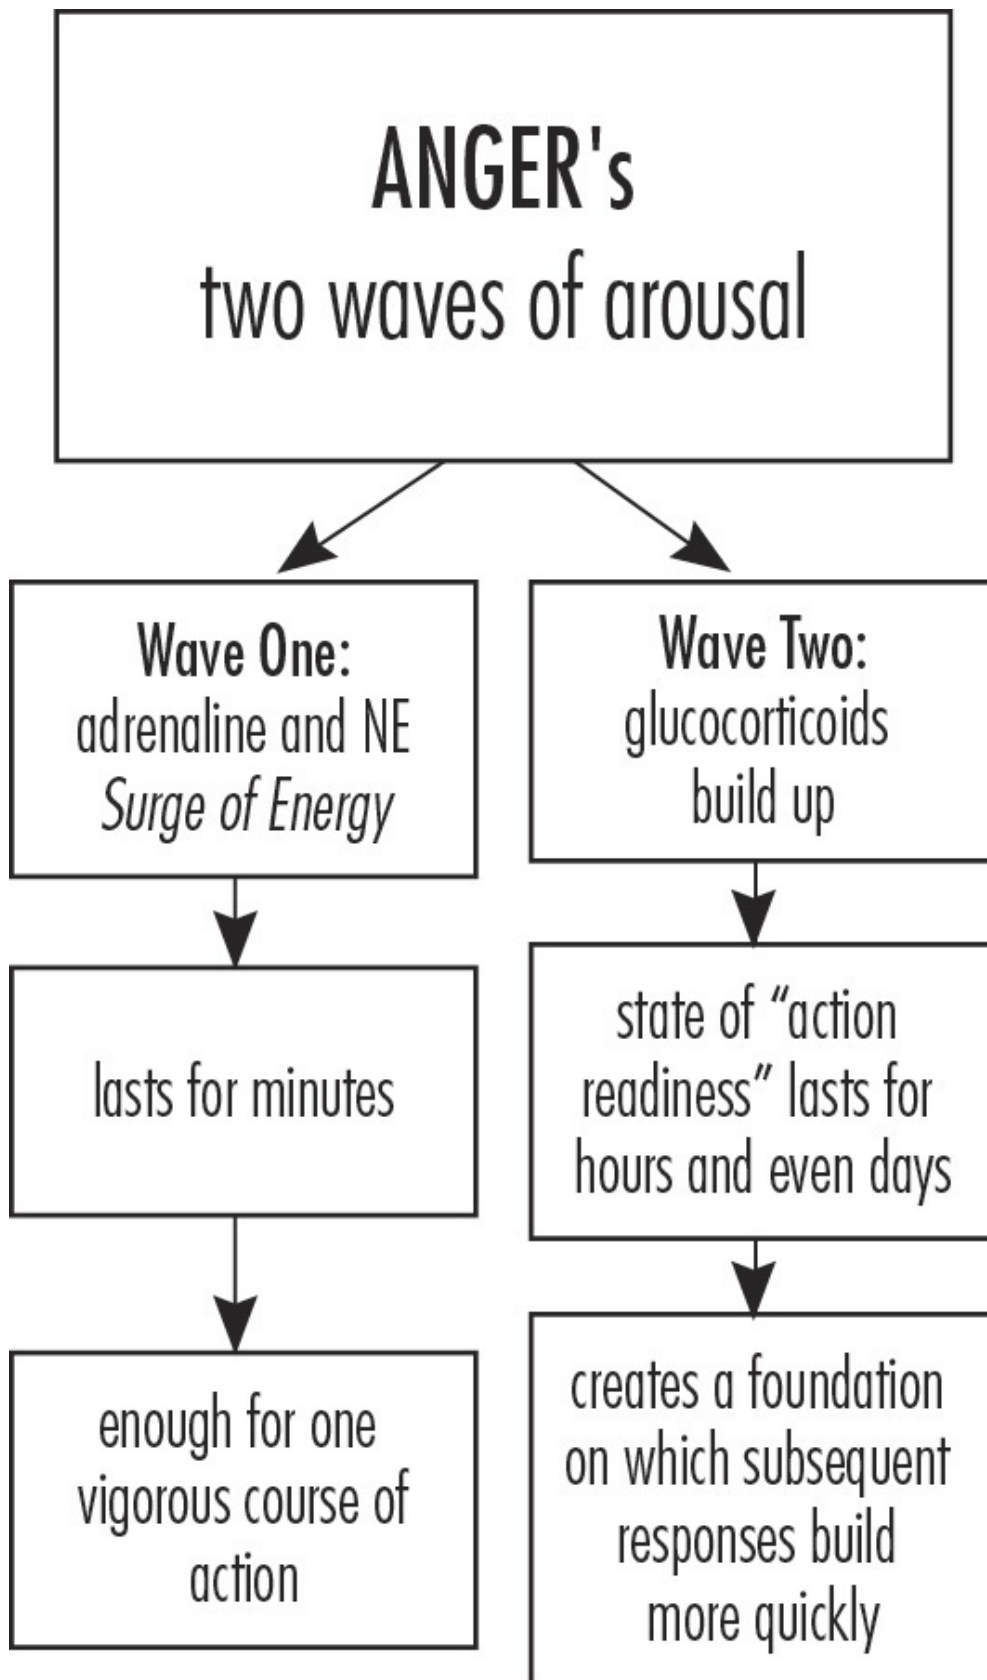 ANGER's
two waves of arousal
Wave One:
adrenaline and NE
Surge of Energy
lasts for minutes
enough for one
vigorous course of
action
Wave Two:
glucocorticoids
build up
state of “action
readiness” lasts for
hours and even days
creates a foundation
on which subsequent
responses build
more quickly